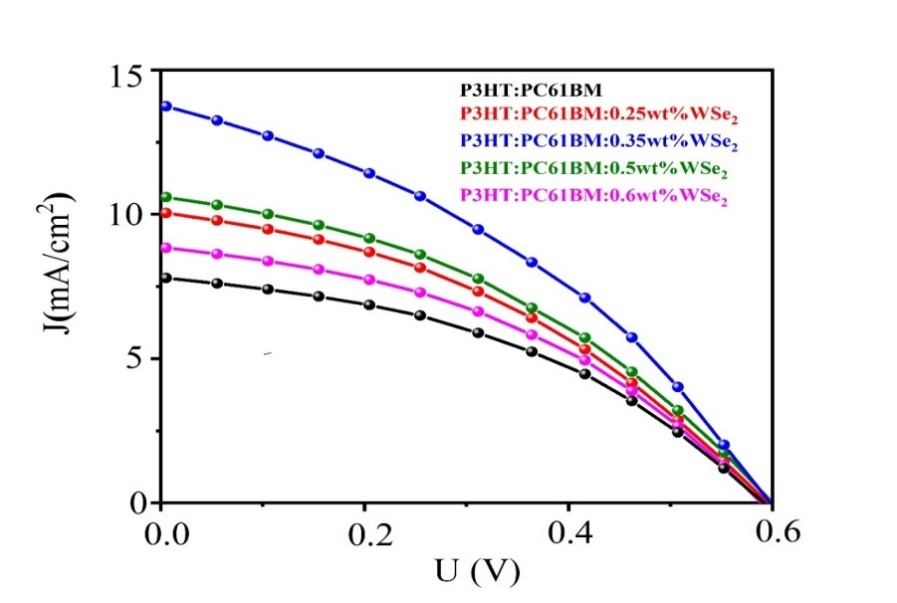 15
10
5
0
J(mA/cm²)
P3HT:PC61BM
P3HT:PC61BM:0.25wt%WSe₂
P3HT:PC61BM:0.35wt%WSe₂
P3HT:PC61BM:0.5wt%WSe₂
P3HT:PC61BM:0.6wt%WSe₂
0.0 0.2 0.4 0.6
U (V)